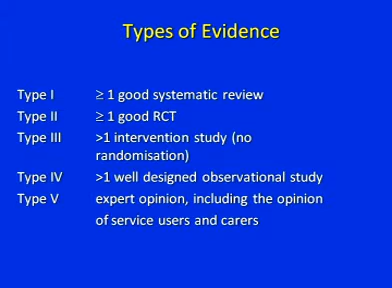 Types of Evidence
Type I ≥ 1 good systematic review
Type II ≥ 1 good RCT
Type III >1 intervention study (no
randomisation)
Type IV >1 well designed observational study
Type V expert opinion, including the opinion
of service users and carers